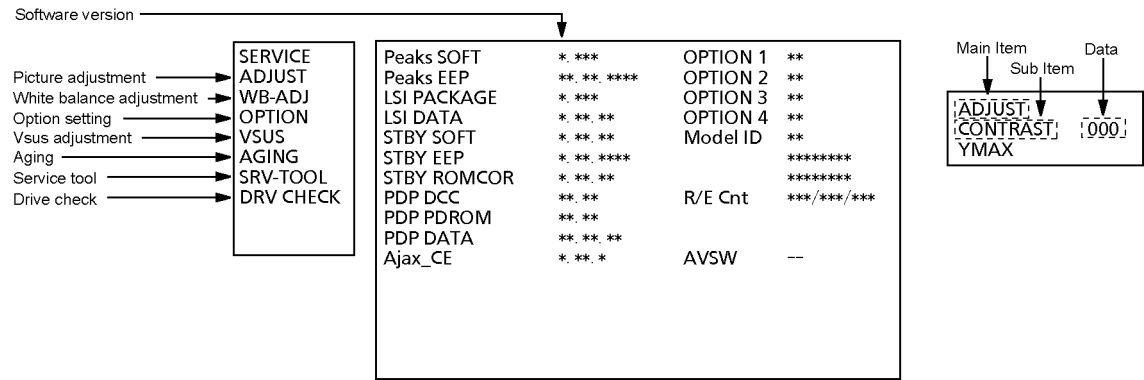 Software version
Picture adjustment
White balance adjustment
Option setting
Vsus adjustment
Aging
Service tool
Drive check
SERVICE
ADJUST
WB-ADJ
OPTION
VSUS
AGING
SRV-TOOL
DRV CHECK
Peaks SOFT *. *** OPTION 1 **
Peaks EEP **. **. **** OPTION 2 **
LSI PACKAGE *. *** OPTION 3 **
LSI DATA *. **. ** OPTION 4 **
STBY SOFT *. **. ** Model ID **
STBY EEP *. **. **** ********
STBY ROMCOR *. **. ** ********
PDP DCC **. ** R/E Cnt ***/***/***
PDP PDROM **. **
PDP DATA **. **. **
Ajax_CE *. **. * AVSW --
Main Item
Sub Item
Data
ADJUST
CONTRAST 000
YMAX